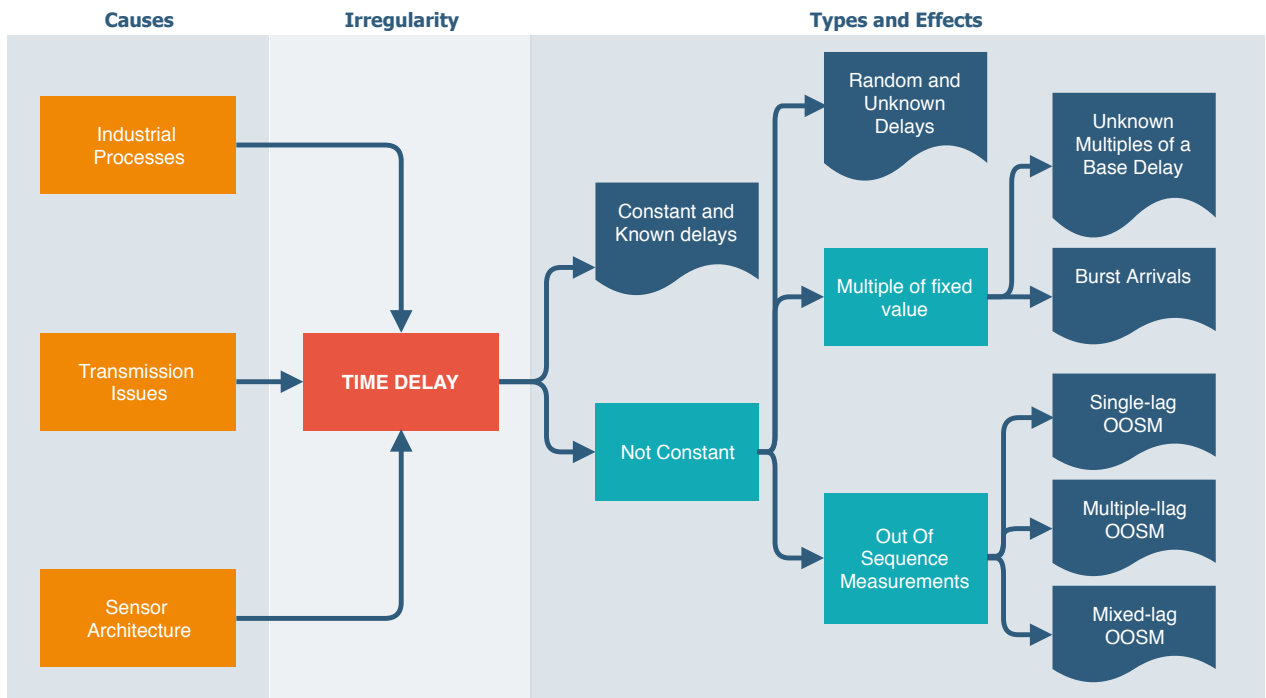 Causes
Irregularity
Types and Effects
Industrial
Processes
Transmission
Issues
Sensor
Architecture
TIME DELAY
Constant and
Known delays
Not Constant
Random and
Unknown
Delays
Multiple of fixed
value
Out Of
Sequence
Measurements
Unknown
Multiples of a
Base Delay
Burst Arrivals
Single-lag
OOSM
Multiple-llag
OOSM
Mixed-lag
OOSM